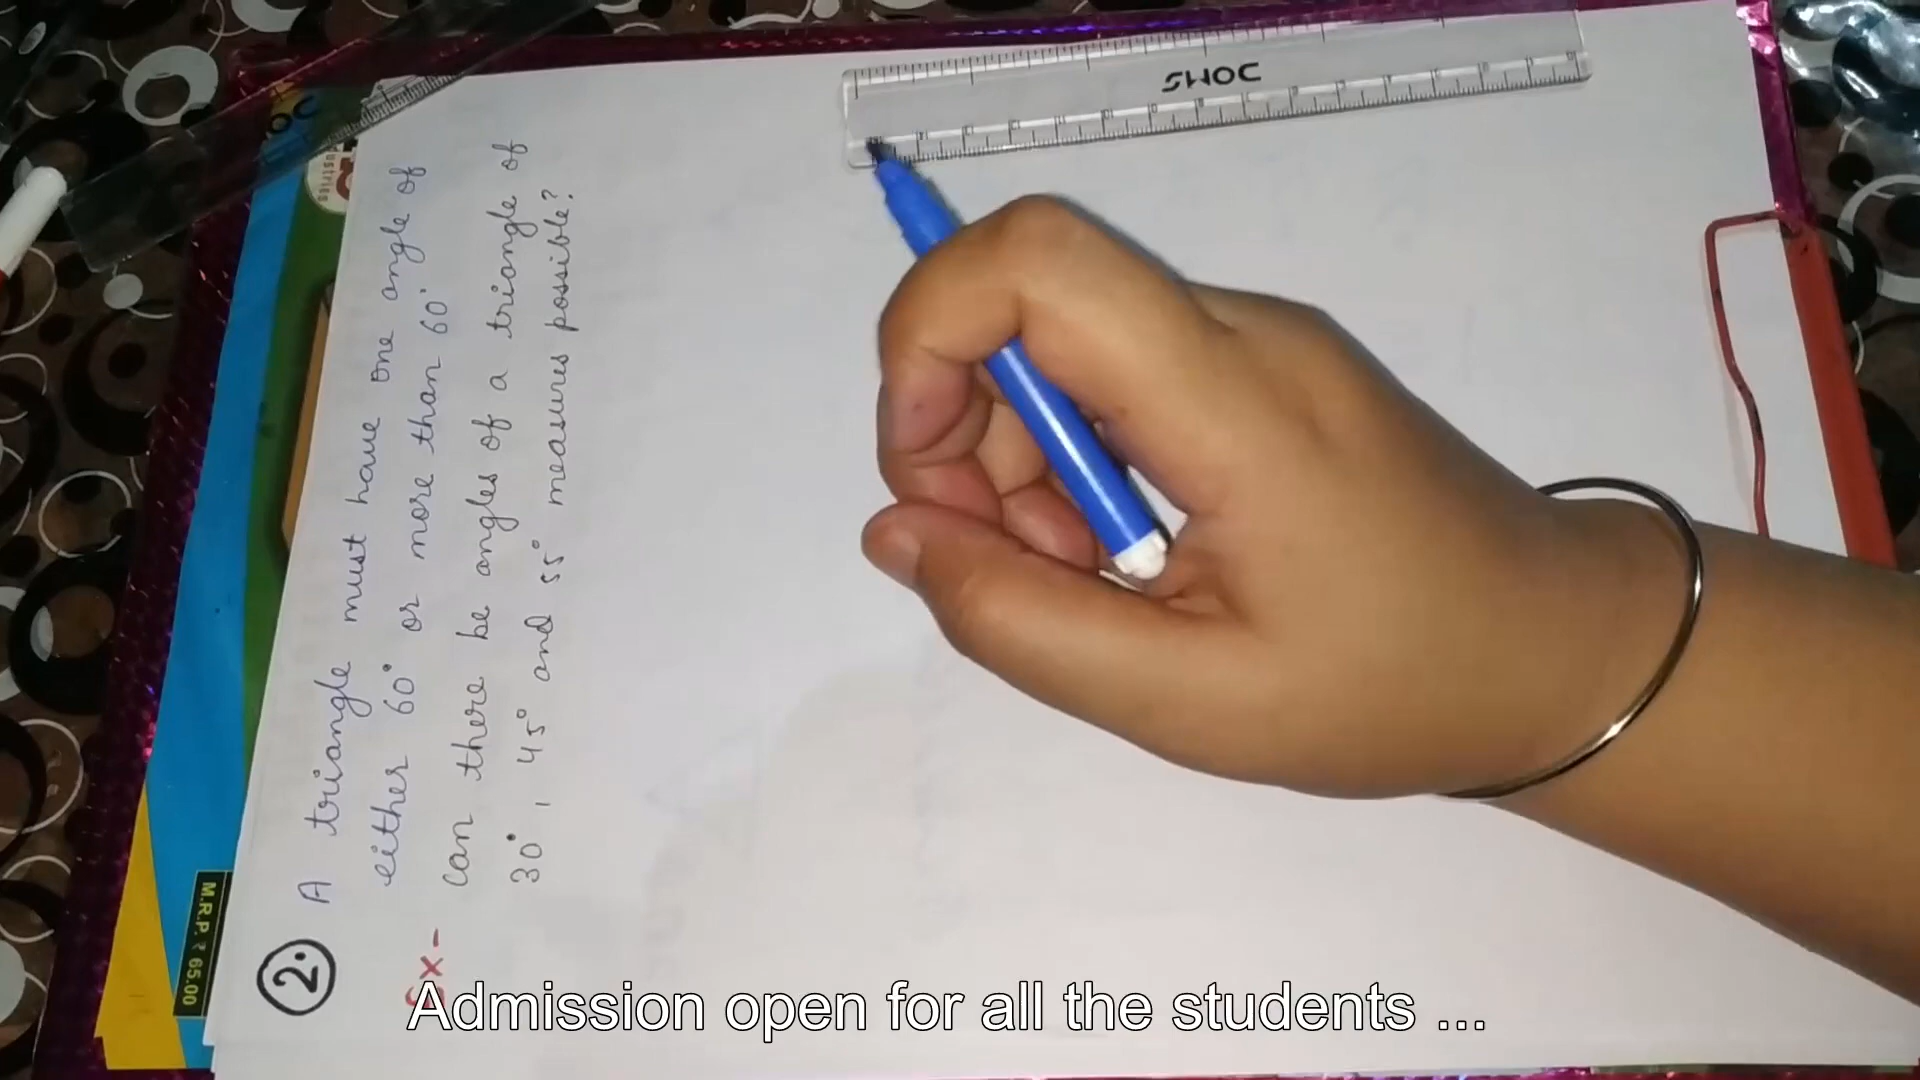 2.
A triangle must have one angle of
either 60° or more than 60°
Ex-
Can there be angles of a triangle of
30°, 45° and 55° measures possible?
DOMS
M.R.P. ₹ 65.00
Admission open for all the students ...